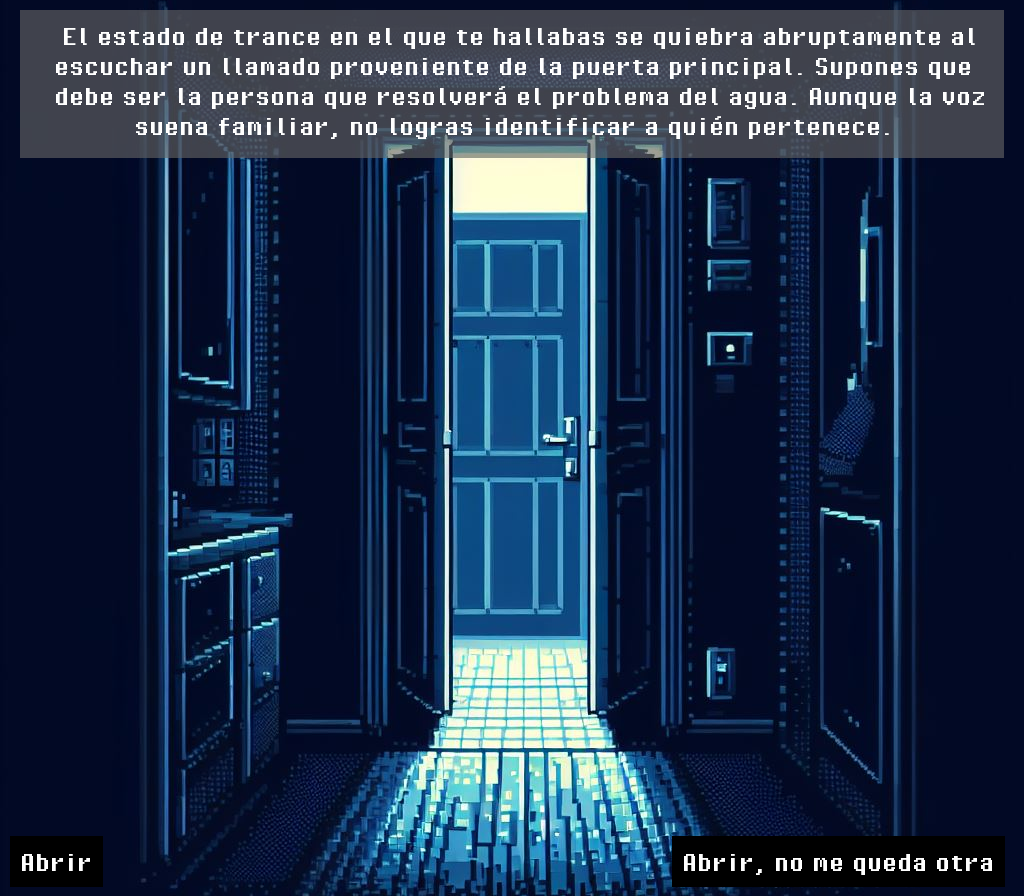 El estado de trance en el que te hallabas se quiebra abruptamente al
escuchar un llamado proveniente de la puerta principal. Supones que
debe ser la persona que resolverá el problema del agua. Aunque la voz
suena familiar, no logras identificar a quién pertenece.
Abrir
Abrir, no me queda otra